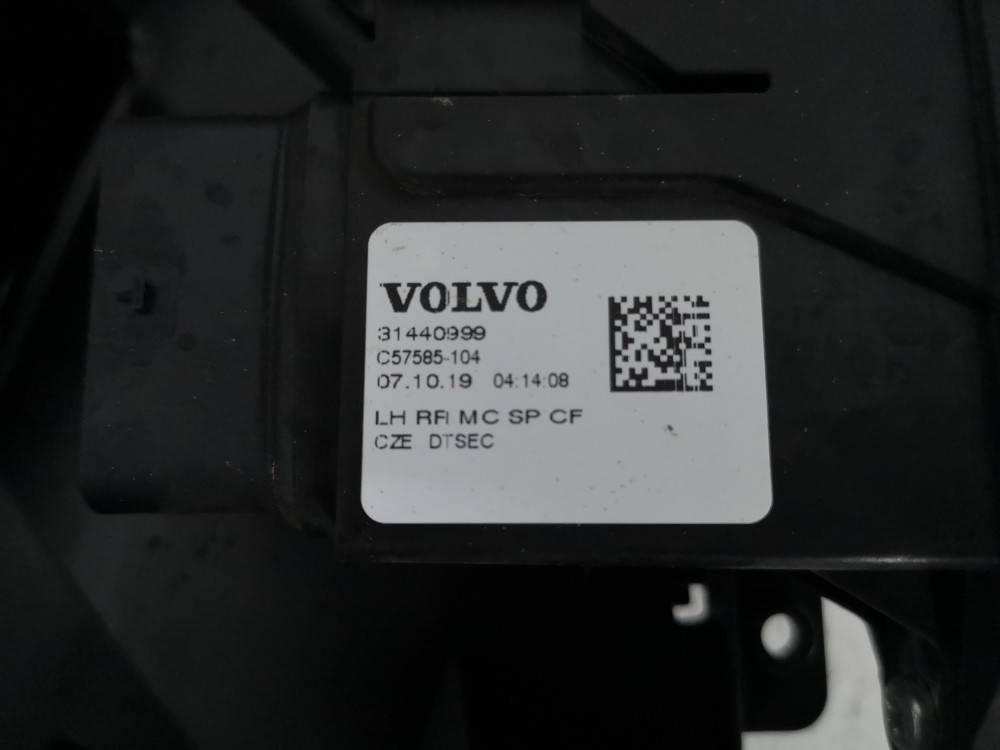 VOLVO
31440999
C57585-104
07.10.19 04:14:08
LH RR MC SP CF
CZE DTSEC